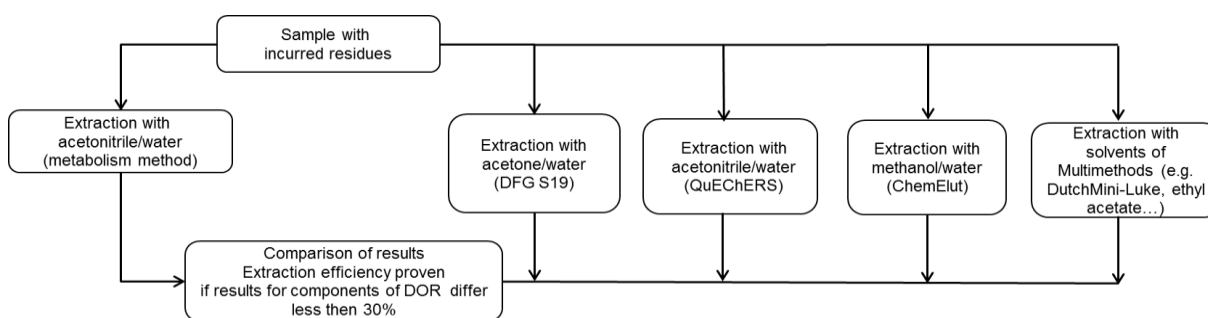 Sample with
incurred residues
Extraction with
acetonitrile/water
(metabolism method)
Extraction with
acetone/water
(DFG S19)
Extraction with
acetonitrile/water
(QuEChERS)
Extraction with
methanol/water
(ChemElut)
Extraction with
solvents of
Multimethods (e.g.
DutchMini-Luke, ethyl
acetate…)
Comparison of results
Extraction efficiency proven
if results for components of DOR differ
less then 30%